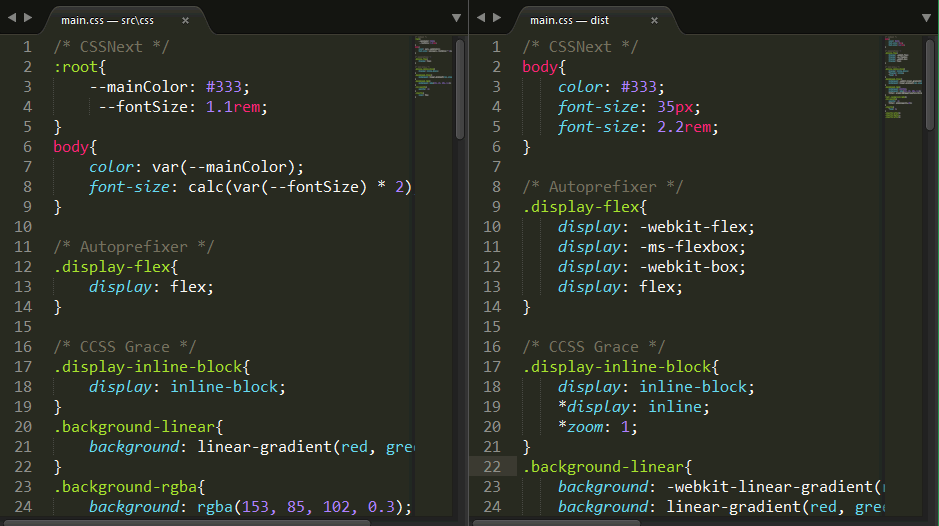 main.css — src\css ×
1 /* CSSNext */
2 :root{
3 --mainColor: #333;
4 --fontSize: 1.1rem;
5 }
6 body{
7 color: var(--mainColor);
8 font-size: calc(var(--fontSize) * 2)
9 }
10
11 /* Autoprefixer */
12 .display-flex{
13 display: flex;
14 }
15
16 /* CCSS Grace */
17 .display-inline-block{
18 display: inline-block;
19 }
20 .background-linear{
21 background: linear-gradient(red, gree
22 }
23 .background-rgba{
24 background: rgba(153, 85, 102, 0.3);
main.css — dist ×
1 /* CSSNext */
2 body{
3 color: #333;
4 font-size: 35px;
5 font-size: 2.2rem;
6 }
7
8 /* Autoprefixer */
9 .display-flex{
10 display: -webkit-flex;
11 display: -ms-flexbox;
12 display: -webkit-box;
13 display: flex;
14 }
15
16 /* CCSS Grace */
17 .display-inline-block{
18 display: inline-block;
19 *display: inline;
20 *zoom: 1;
21 }
22 .background-linear{
23 background: -webkit-linear-gradient(
24 background: linear-gradient(red, gree